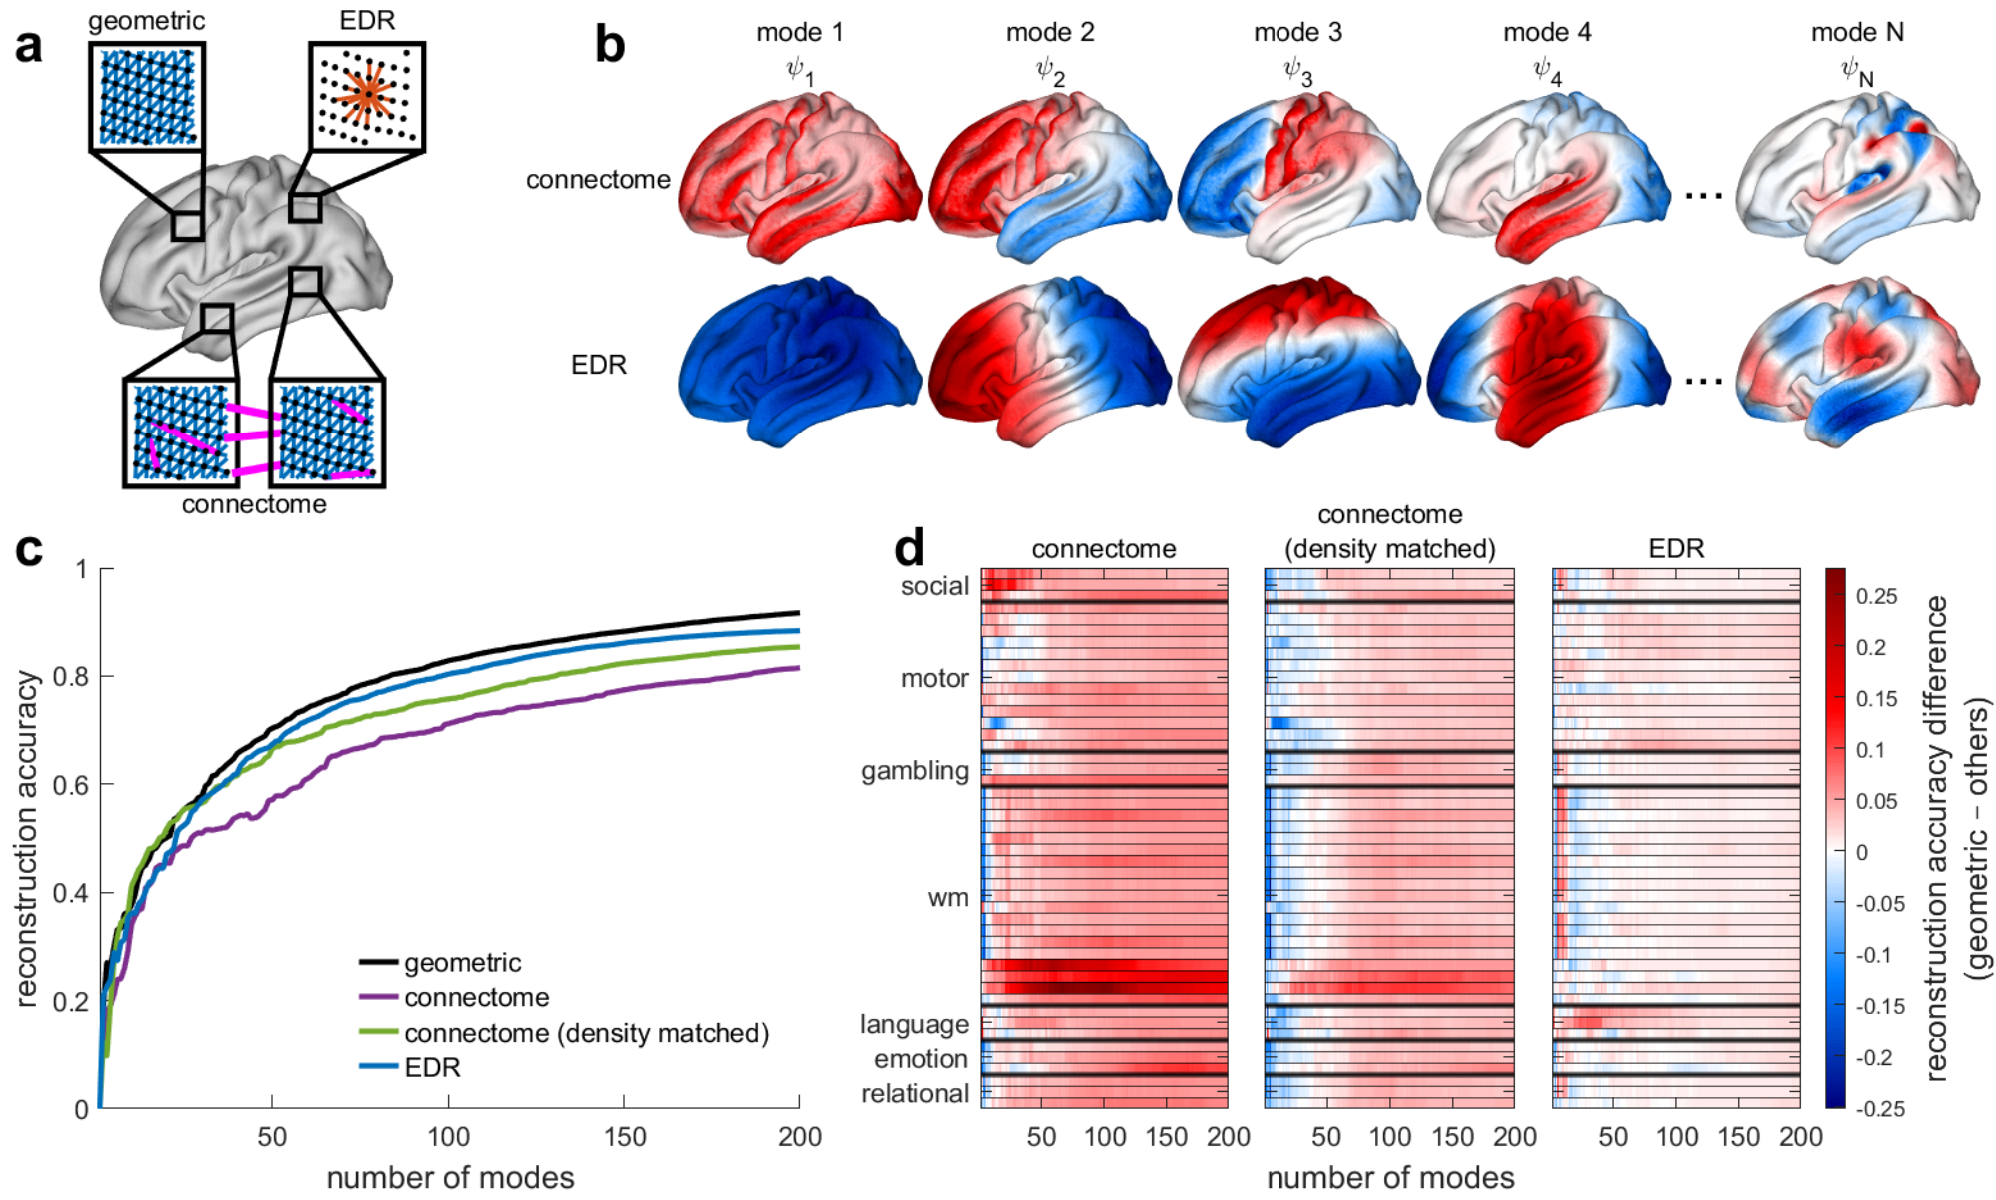 a
geometric
EDR
connectome
b
mode 1
mode 2
mode 3
mode 4
mode N
ψ1
ψ2
ψ3
ψ4
ψN
connectome
...
EDR
...
c
reconstruction accuracy
1
0.8
0.6
0.4
0.2
0
50
100
150
200
number of modes
geometric
connectome
connectome (density matched)
EDR
d
connectome
connectome
(density matched)
EDR
social
motor
gambling
wm
language
emotion
relational
50 100 150 200
50 100 150 200
50 100 150 200
number of modes
0.25
0.2
0.15
0.1
0.05
0
-0.05
-0.1
-0.15
-0.2
-0.25
reconstruction accuracy difference
(geometric − others)